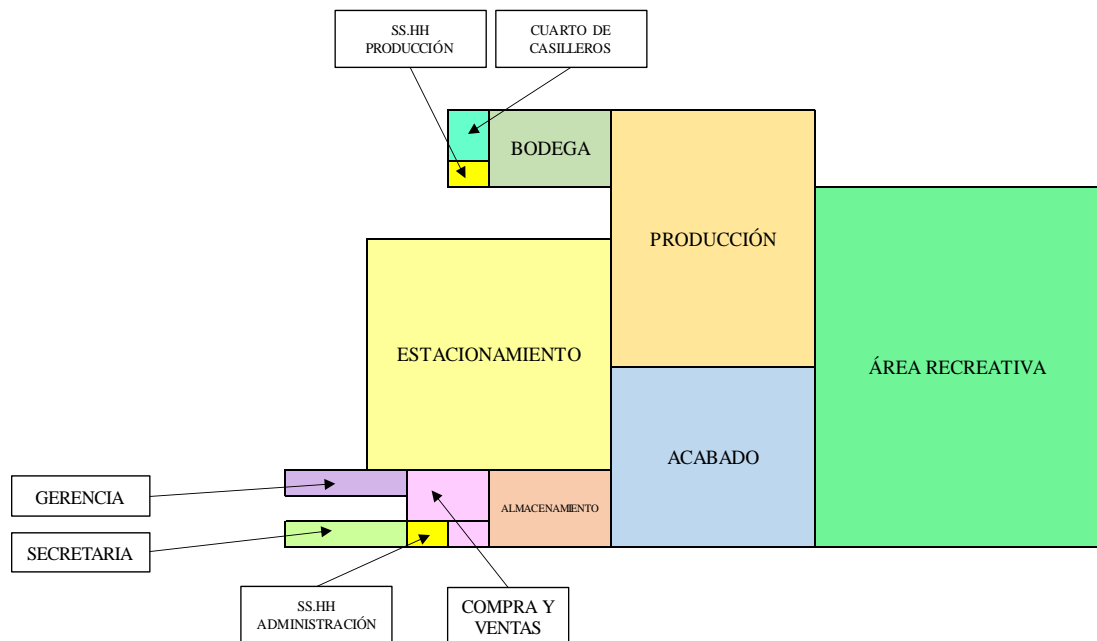 SS.HH
PRODUCCIÓN
CUARTO DE
CASILLEROS
BODEGA
PRODUCCIÓN
ESTACIONAMIENTO
ÁREA RECREATIVA
ACABADO
GERENCIA
ALMACENAMIENTO
SECRETARIA
SS.HH
ADMINISTRACIÓN
COMPRA Y
VENTAS